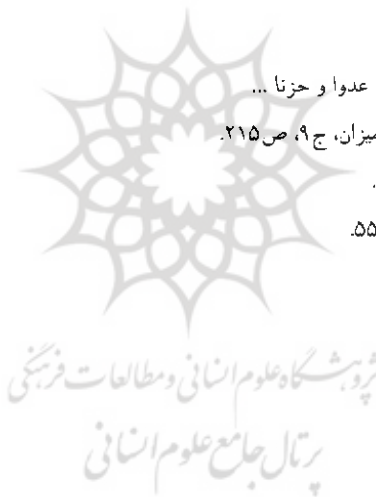 عدوا و حزنا ...
میزان، ج۹، ص۲۱۵.
.
۵۵.
پژوهشگاه علوم انسانی و مطالعات فرهنگی
پرتال جامع علوم انسانی